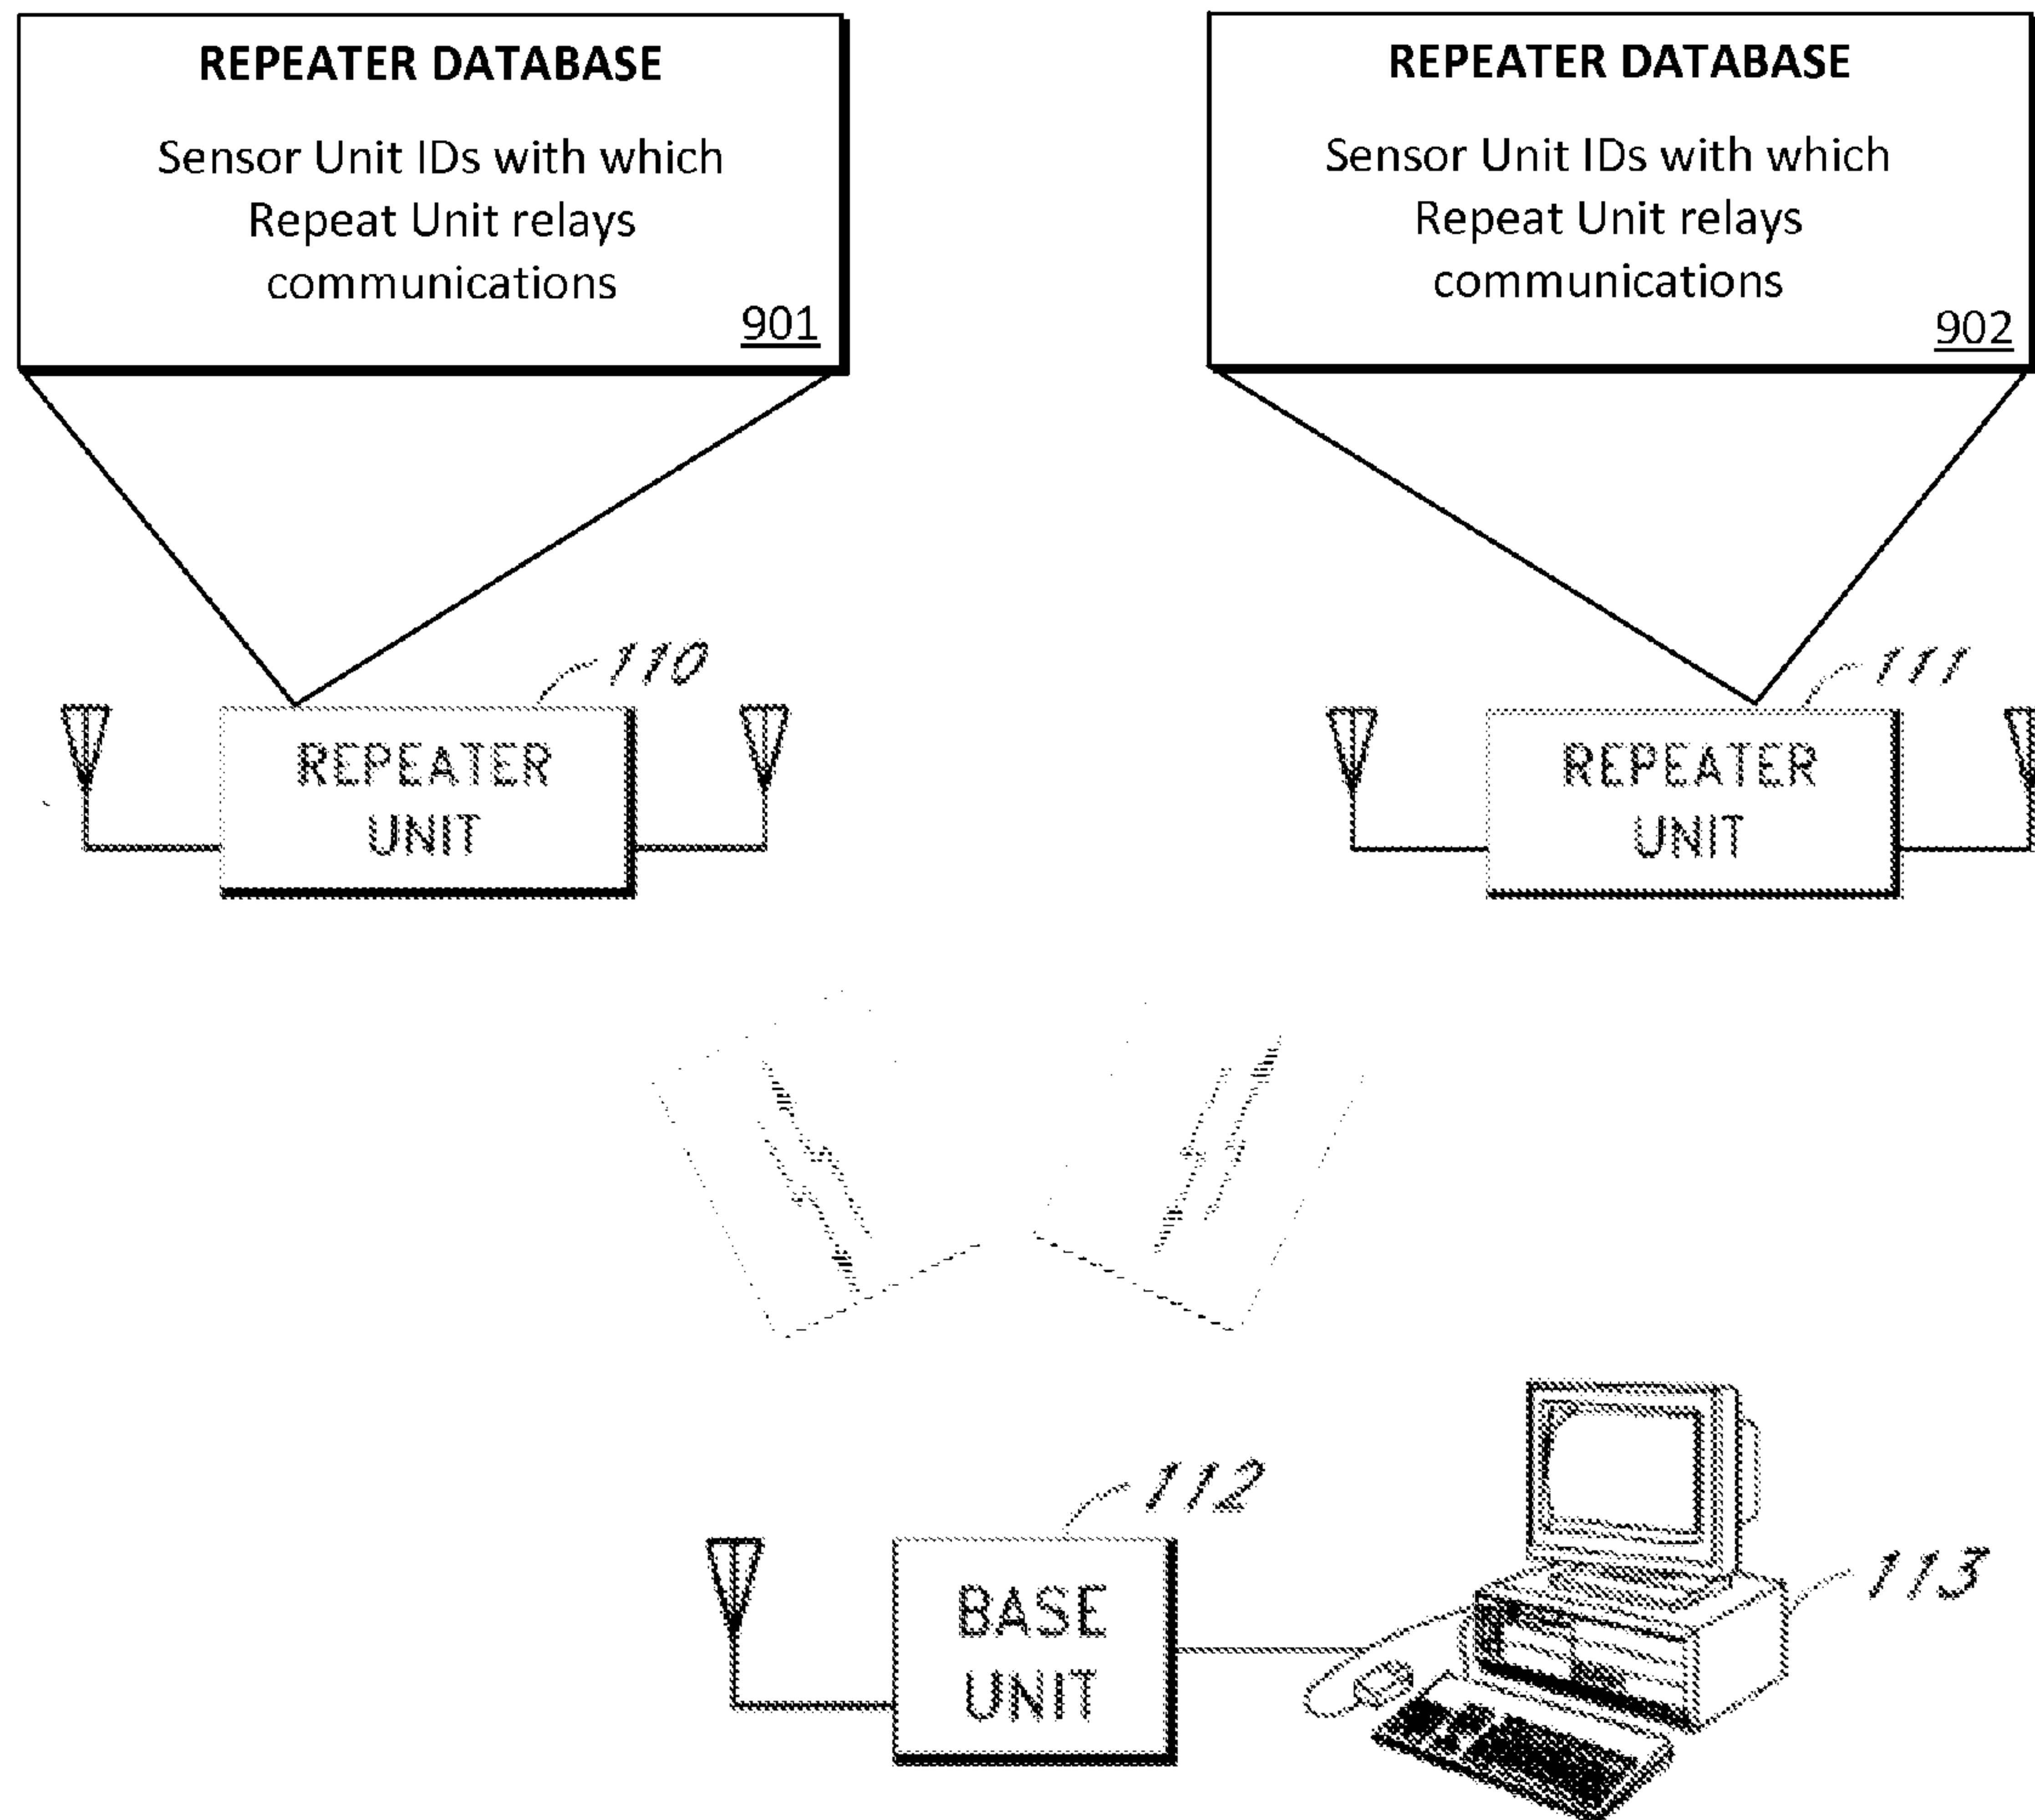 REPEATER DATABASE
Sensor Unit IDs with which
Repeat Unit relays
communications
901
REPEATER DATABASE
Sensor Unit IDs with which
Repeat Unit relays
communications
902
110
REPEATER
UNIT
111
REPEATER
UNIT
112
BASE
UNIT
113